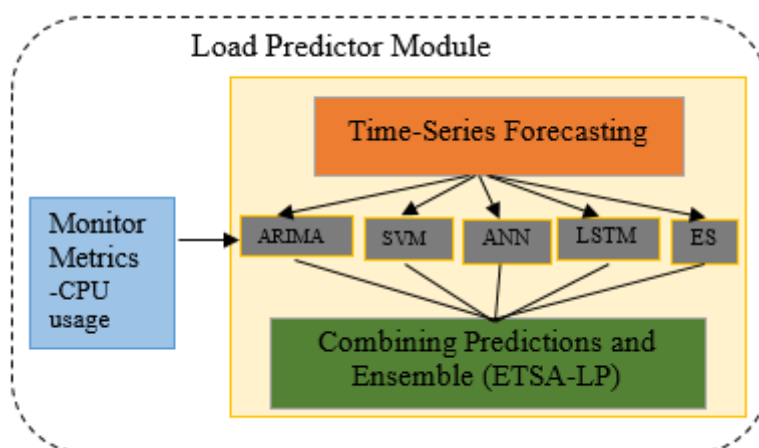 Load Predictor Module
Time-Series Forecasting
Monitor
Metrics
-CPU
usage
ARIMA
SVM
ANN
LSTM
ES
Combining Predictions and
Ensemble (ETSA-LP)